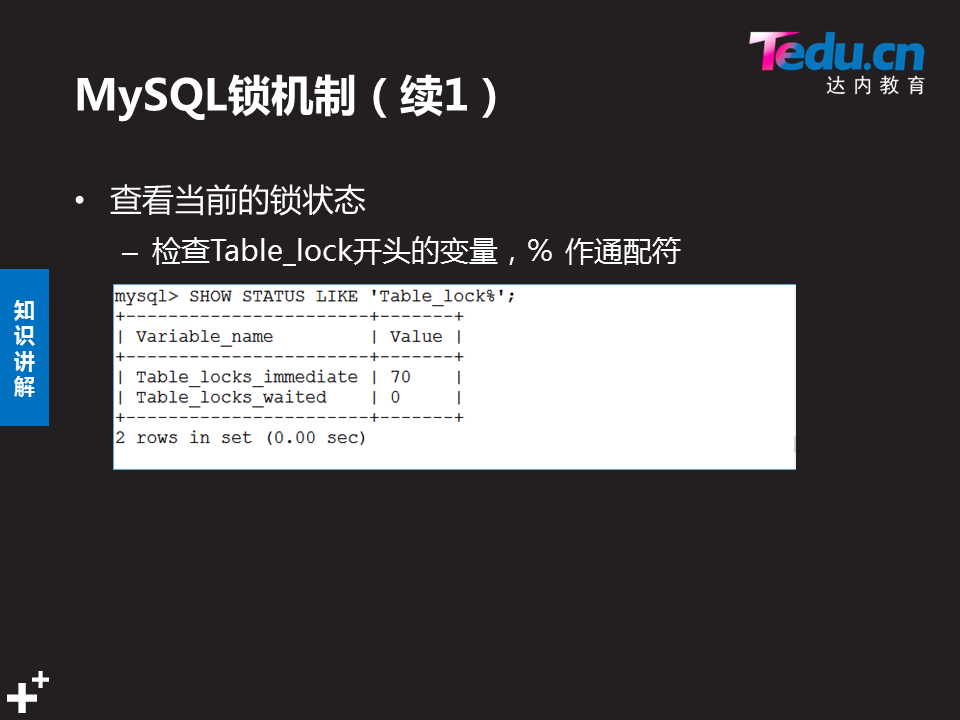 Tedu.cn
达内教育
MySQL锁机制（续1）
• 查看当前的锁状态
– 检查Table_lock开头的变量，% 作通配符
知识讲解
mysql> SHOW STATUS LIKE 'Table_lock%';
+-----------------------+-------+
| Variable_name         | Value |
+-----------------------+-------+
| Table_locks_immediate | 70    |
| Table_locks_waited    | 0     |
+-----------------------+-------+
2 rows in set (0.00 sec)